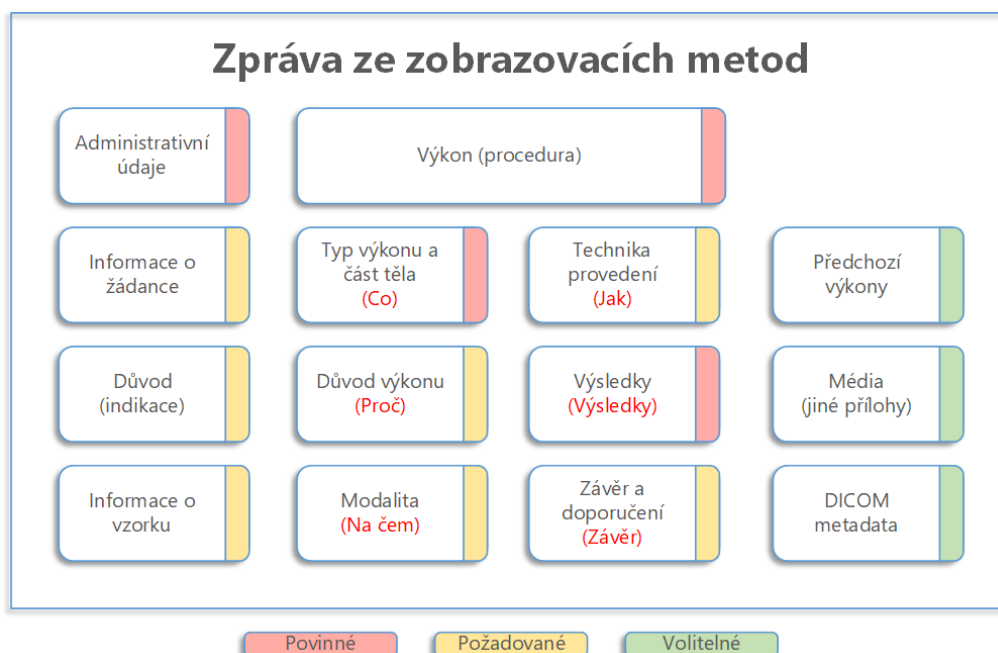 Zpráva ze zobrazovacích metod
Administrativní
údaje
Výkon (procedura)
Informace o
žádance
Typ výkonu a
část těla
(Co)
Technika
provedení
(Jak)
Předchozí
výkony
Důvod
(indikace)
Důvod výkonu
(Proč)
Výsledky
(Výsledky)
Média
(jiné přílohy)
Informace o
vzorku
Modalita
(Na čem)
Závěr a
doporučení
(Závěr)
DICOM
metadata
Povinné
Požadované
Volitelné